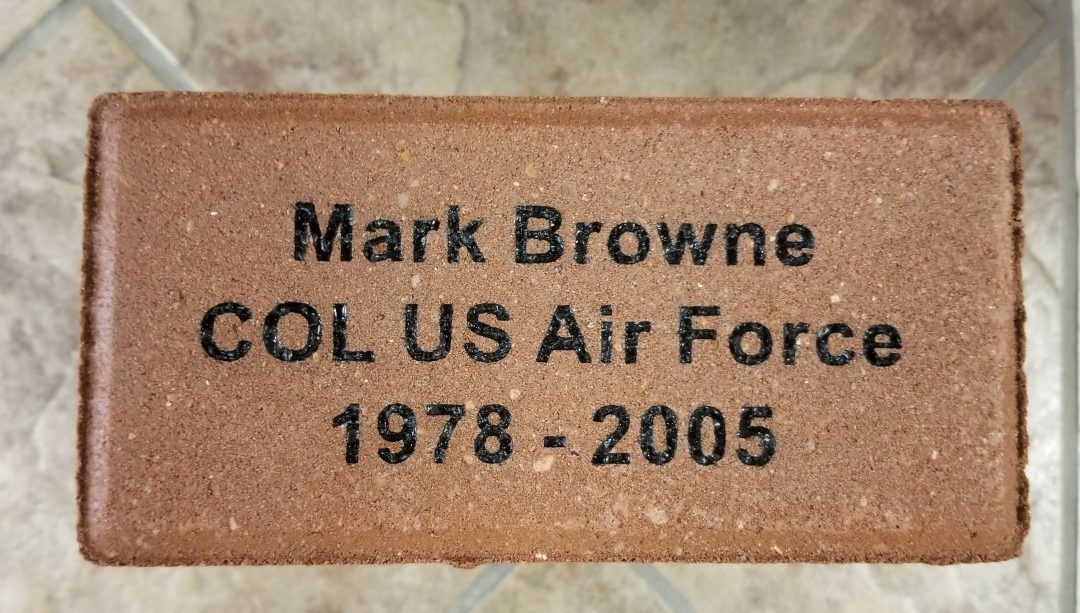 Mark Browne
COL US Air Force
1978 - 2005